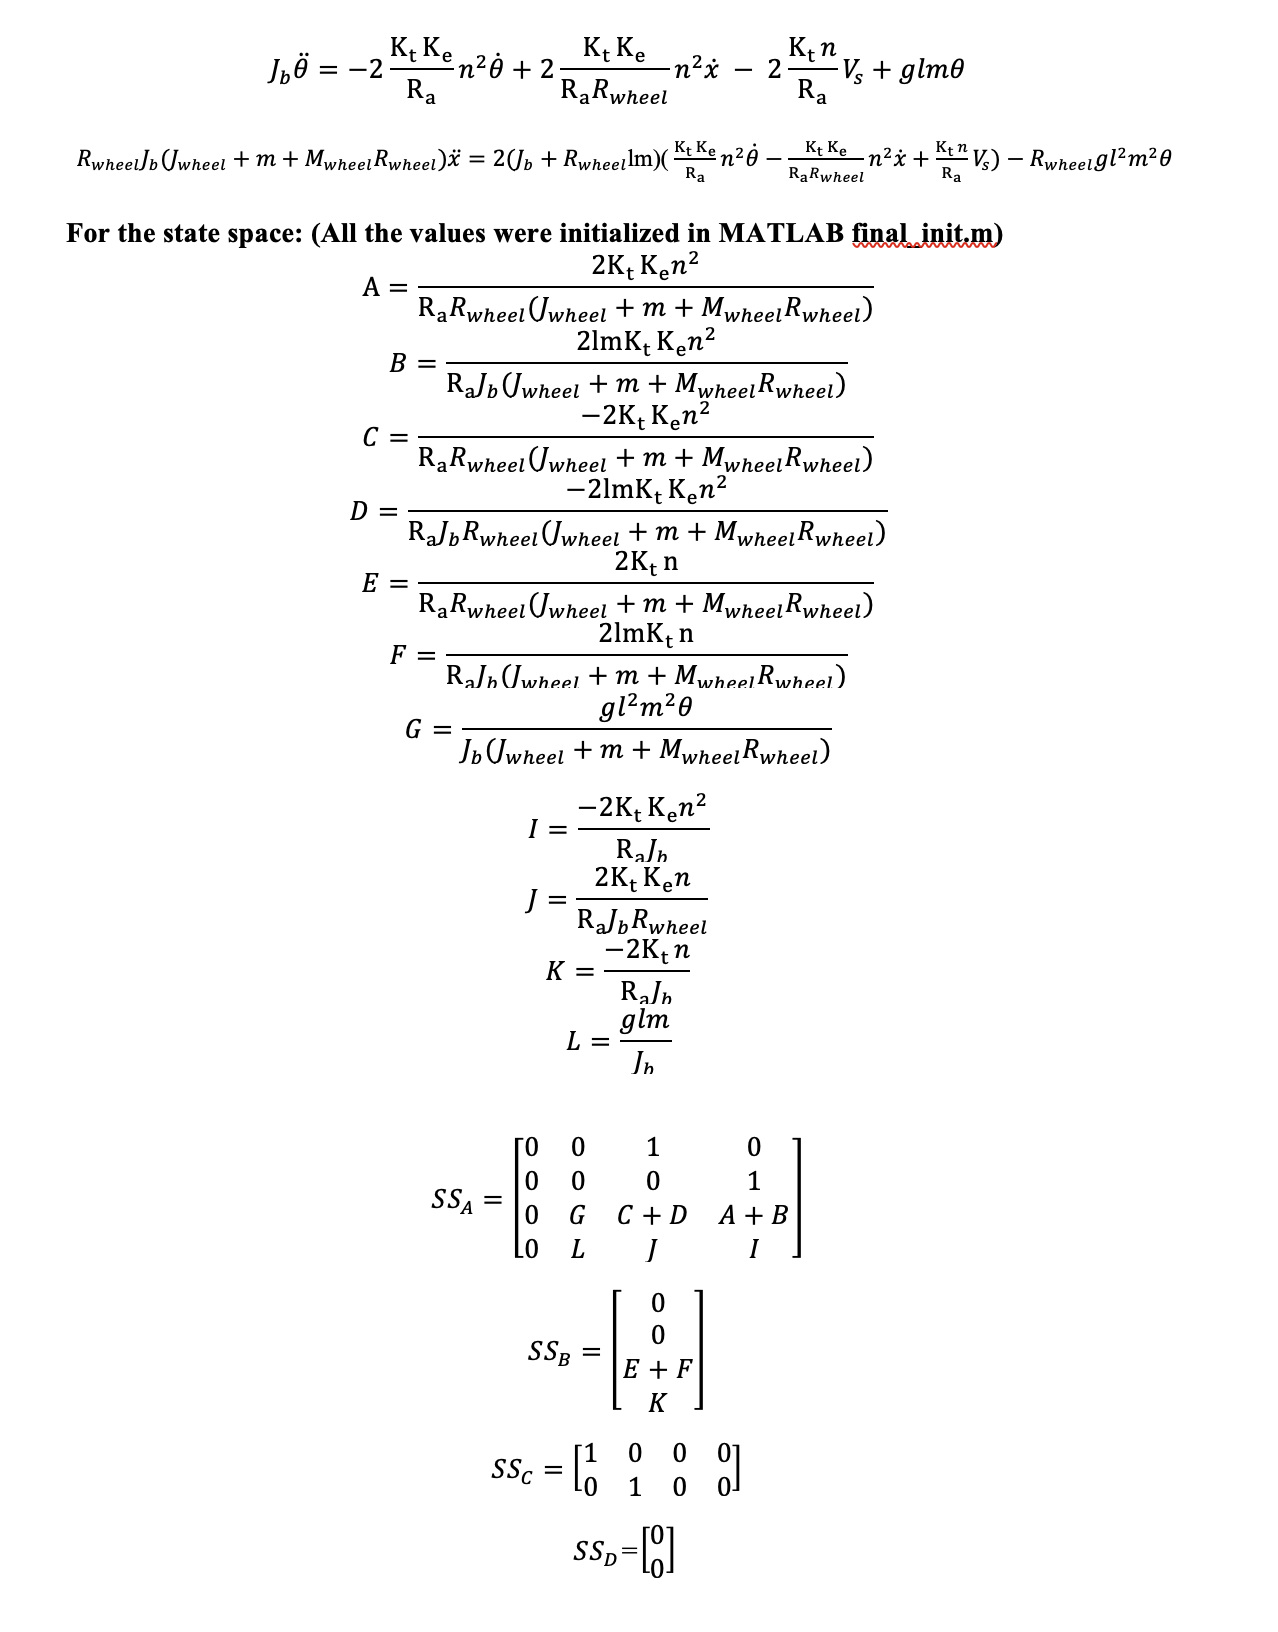 J_b θ̈ = −2 (K_t K_e / R_a) n² θ̇ + 2 (K_t K_e / R_a R_wheel) n² ẋ − 2 (K_t n / R_a) V_s + glmθ
R_wheel J_b (J_wheel + m + M_wheel R_wheel) ẍ = 2(J_b + R_wheel lm)( (K_t K_e / R_a) n² θ̇ − (K_t K_e / R_a R_wheel) n² ẋ + (K_t n / R_a) V_s) − R_wheel gl²m²θ
For the state space: (All the values were initialized in MATLAB final_init.m)
A = 2K_t K_e n² / R_a R_wheel (J_wheel + m + M_wheel R_wheel)
B = 2lmK_t K_e n² / R_a J_b (J_wheel + m + M_wheel R_wheel)
C = −2K_t K_e n² / R_a R_wheel (J_wheel + m + M_wheel R_wheel)
D = −2lmK_t K_e n² / R_a J_b R_wheel (J_wheel + m + M_wheel R_wheel)
E = 2K_t n / R_a R_wheel (J_wheel + m + M_wheel R_wheel)
F = 2lmK_t n / R_a J_b (J_wheel + m + M_wheel R_wheel)
G = gl²m²θ / J_b (J_wheel + m + M_wheel R_wheel)
I = −2K_t K_e n² / R_a J_b
J = 2K_t K_e n / R_a J_b R_wheel
K = −2K_t n / R_a J_b
L = glm / J_b
SS_A = [0 0 1 0
0 0 0 1
0 G C + D A + B
0 L J I]
SS_B = [0
0
E + F
K]
SS_C = [1 0 0 0
0 1 0 0]
SS_D = [0
0]